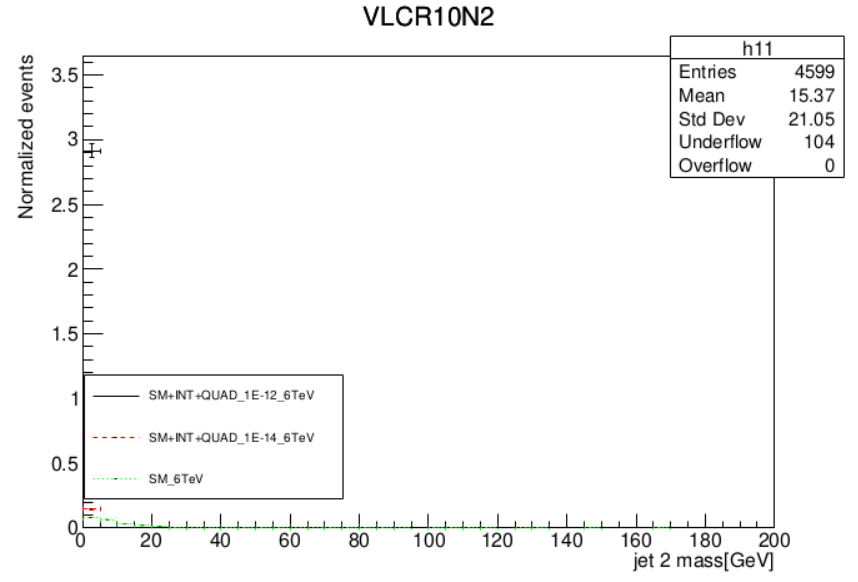 VLCR10N2
h11
Entries 4599
Mean 15.37
Std Dev 21.05
Underflow 104
Overflow 0
Normalized events
3.5
3
2.5
2
1.5
1
0.5
0
SM+INT+QUAD_1E-12_6TeV
SM+INT+QUAD_1E-14_6TeV
SM_6TeV
0 20 40 60 80 100 120 140 160 180 200
jet 2 mass[GeV]